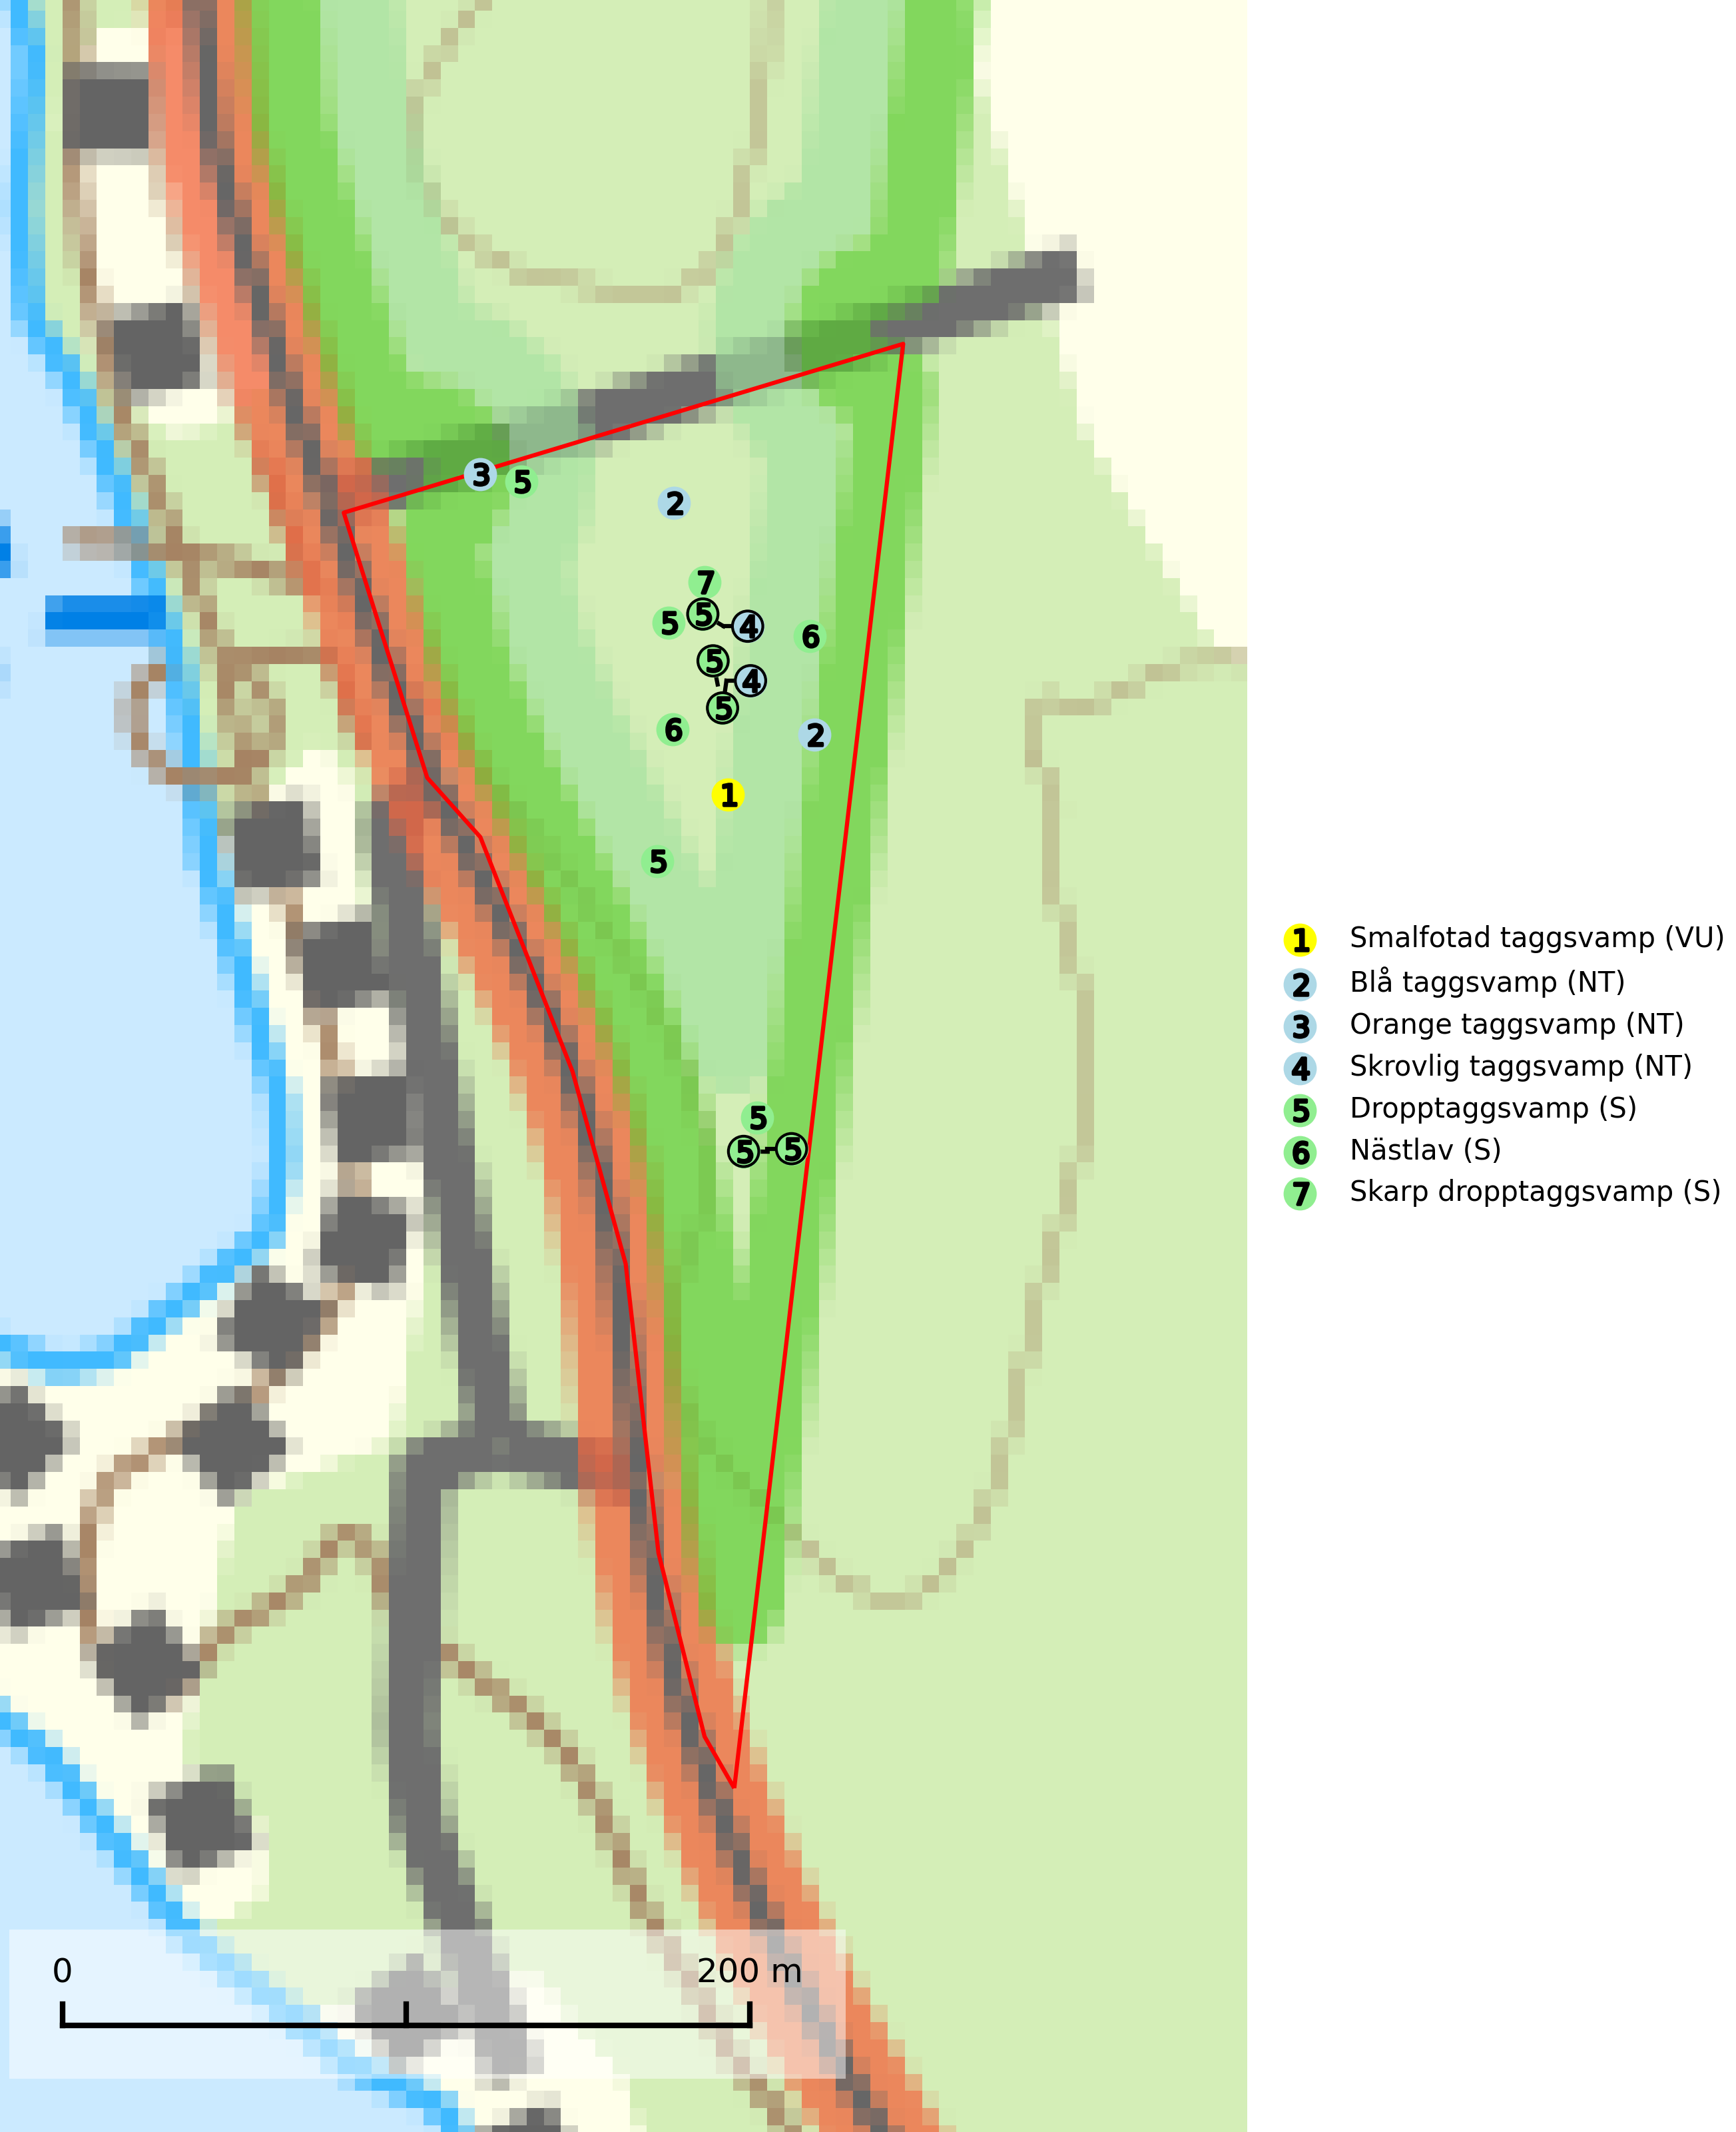 3
5
2
7
5
5
4
6
5
4
5
6
2
1
5
5
5
5
1 Smalfotad taggsvamp (VU)
2 Blå taggsvamp (NT)
3 Orange taggsvamp (NT)
4 Skrovlig taggsvamp (NT)
5 Dropptaggsvamp (S)
6 Nästlav (S)
7 Skarp dropptaggsvamp (S)
0 200 m